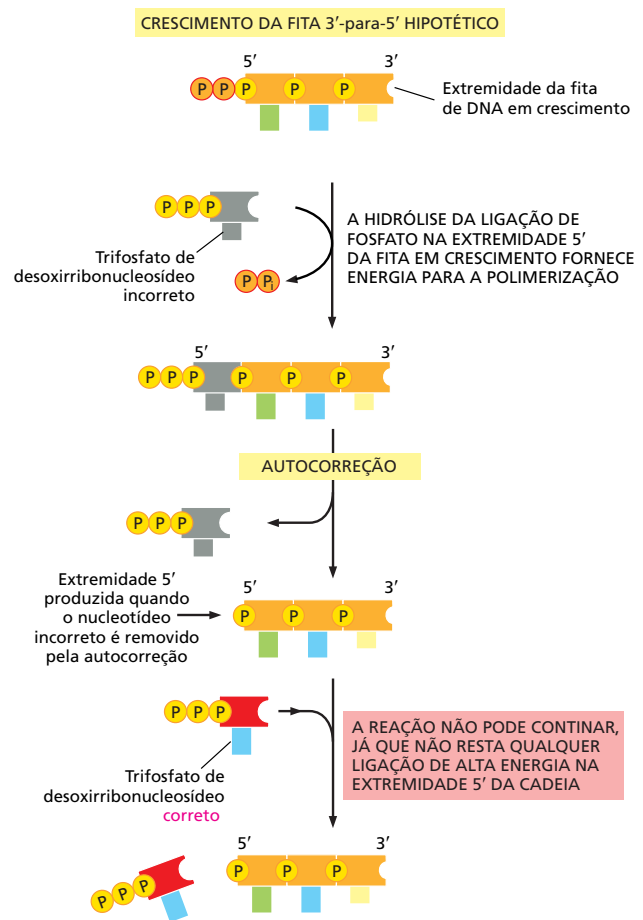 CRESCIMENTO DA FITA 3′-para-5′ HIPOTÉTICO
5′ 3′
P P P P P
Extremidade da fita
de DNA em crescimento
P P P
Trifosfato de
desoxirribonucleosídeo
incorreto
P Pi
A HIDRÓLISE DA LIGAÇÃO DE
FOSFATO NA EXTREMIDADE 5′
DA FITA EM CRESCIMENTO FORNECE
ENERGIA PARA A POLIMERIZAÇÃO
5′ 3′
P P P P P P
AUTOCORREÇÃO
P P P
Extremidade 5′
produzida quando
o nucleotídeo
incorreto é removido
pela autocorreção
5′ 3′
P P P
P P P
Trifosfato de
desoxirribonucleosídeo
correto
A REAÇÃO NÃO PODE CONTINAR,
JÁ QUE NÃO RESTA QUALQUER
LIGAÇÃO DE ALTA ENERGIA NA
EXTREMIDADE 5′ DA CADEIA
5′ 3′
P P P
P P P